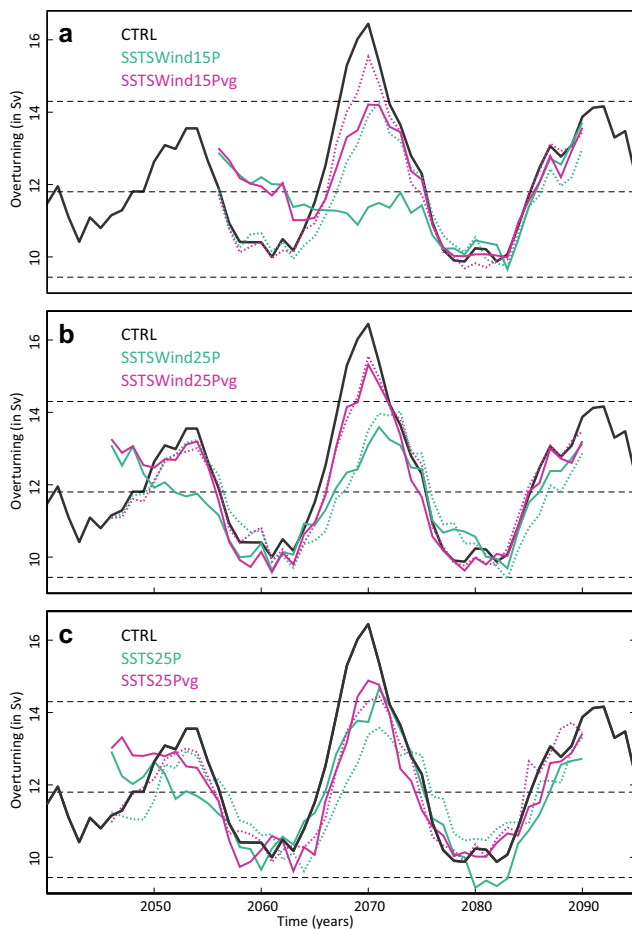 a
CTRL
SSTSWind15P
SSTSWind15Pvg
Overturning (in Sv)
16
14
12
10
b
CTRL
SSTSWind25P
SSTSWind25Pvg
Overturning (in Sv)
16
14
12
10
c
CTRL
SSTS25P
SSTS25Pvg
Overturning (in Sv)
16
14
12
10
2050 2060 2070 2080 2090
Time (years)